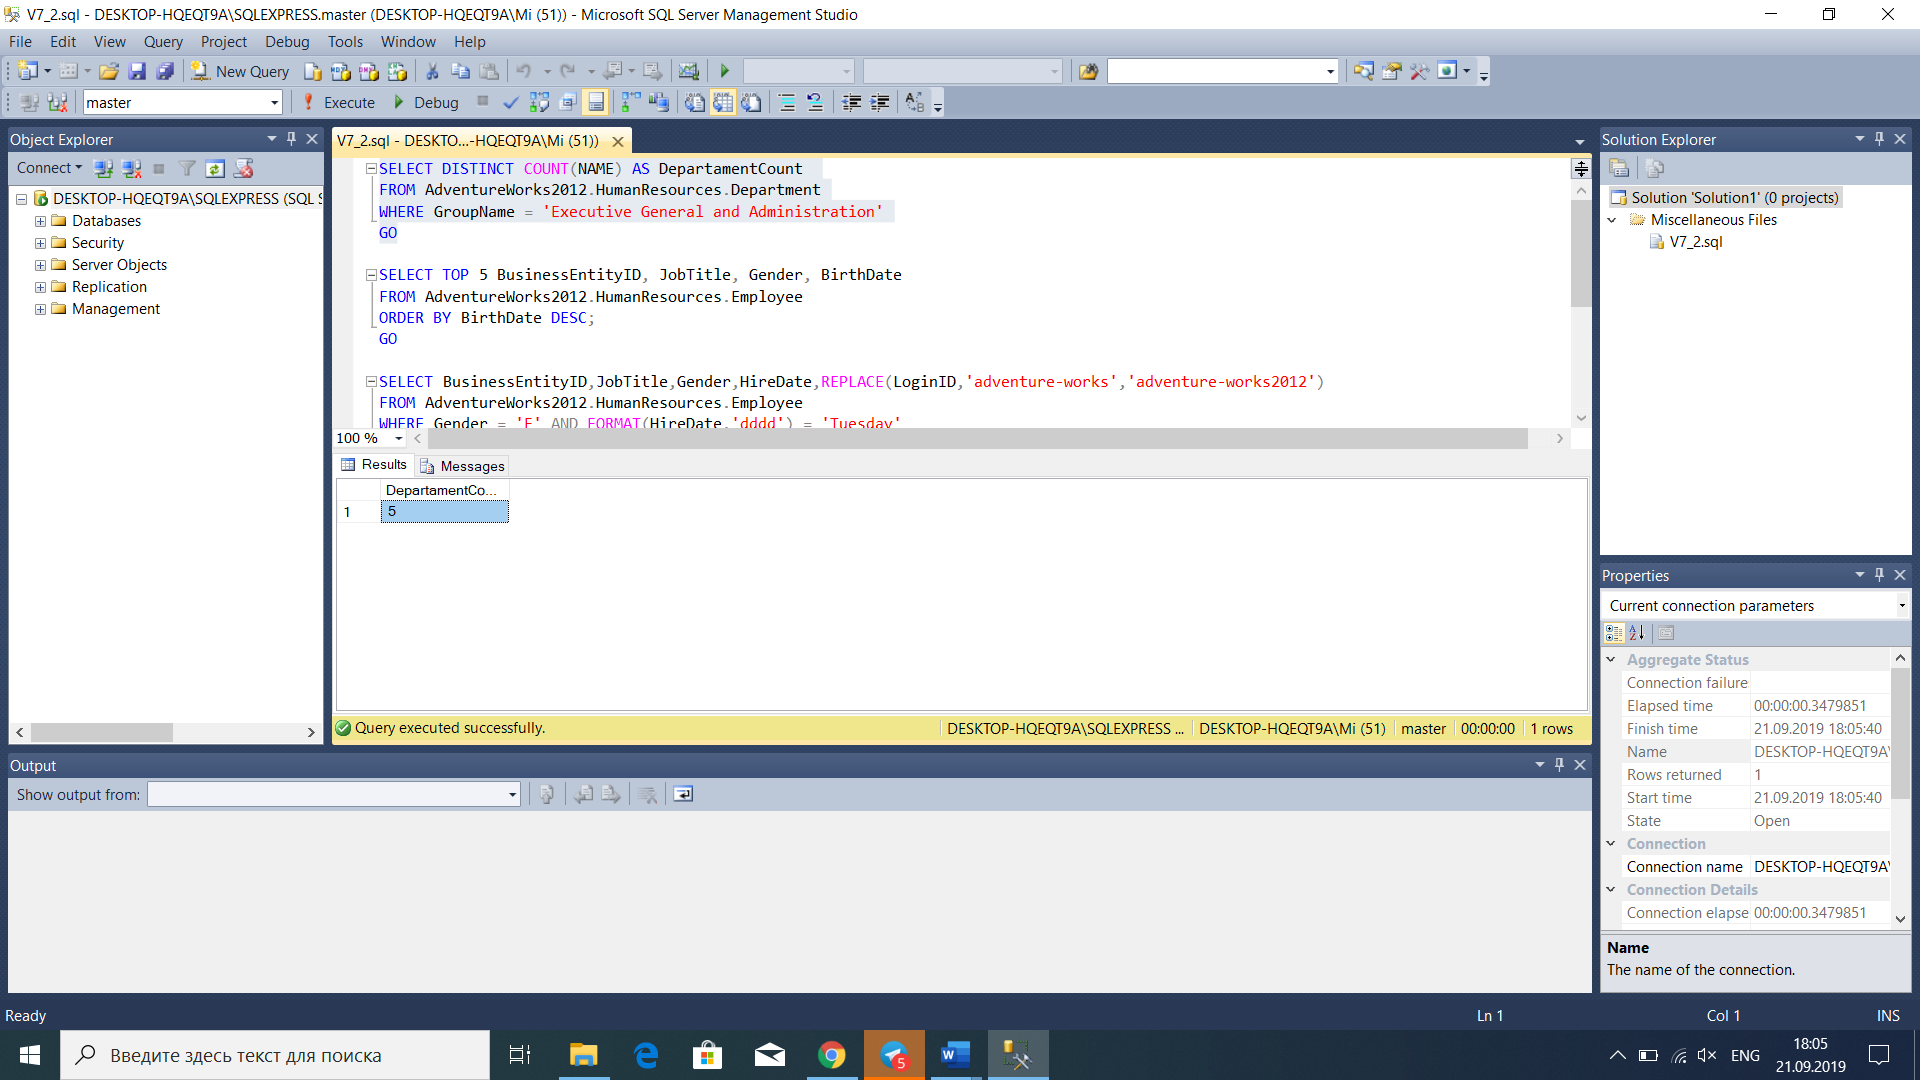 V7_2.sql - DESKTOP-HQEQT9A\SQLEXPRESS.master (DESKTOP-HQEQT9A\Mi (51)) - Microsoft SQL Server Management Studio
File Edit View Query Project Debug Tools Window Help
New Query
master Execute Debug
Object Explorer
Connect
DESKTOP-HQEQT9A\SQLEXPRESS (SQL S
Databases
Security
Server Objects
Replication
Management
V7_2.sql - DESKTO...-HQEQT9A\Mi (51))
SELECT DISTINCT COUNT(NAME) AS DepartamentCount
FROM AdventureWorks2012.HumanResources.Department
WHERE GroupName = 'Executive General and Administration'
GO
SELECT TOP 5 BusinessEntityID, JobTitle, Gender, BirthDate
FROM AdventureWorks2012.HumanResources.Employee
ORDER BY BirthDate DESC;
GO
SELECT BusinessEntityID,JobTitle,Gender,HireDate,REPLACE(LoginID,'adventure-works','adventure-works2012')
FROM AdventureWorks2012.HumanResources.Employee
WHERE Gender = 'F' AND FORMAT(HireDate,'dddd') = 'Tuesday'
100 %
Results Messages
DepartamentCo...
1 5
Query executed successfully. DESKTOP-HQEQT9A\SQLEXPRESS ... DESKTOP-HQEQT9A\Mi (51) master 00:00:00 1 rows
Solution Explorer
Solution 'Solution1' (0 projects)
Miscellaneous Files
V7_2.sql
Properties
Current connection parameters
Aggregate Status
Connection failure
Elapsed time 00:00:00.3479851
Finish time 21.09.2019 18:05:40
Name DESKTOP-HQEQT9A\
Rows returned 1
Start time 21.09.2019 18:05:40
State Open
Connection
Connection name DESKTOP-HQEQT9A\
Connection Details
Connection elapse 00:00:00.3479851
Name
The name of the connection.
Output
Show output from:
Ready Ln 1 Col 1 INS
Введите здесь текст для поиска 5 ENG 18:05
21.09.2019